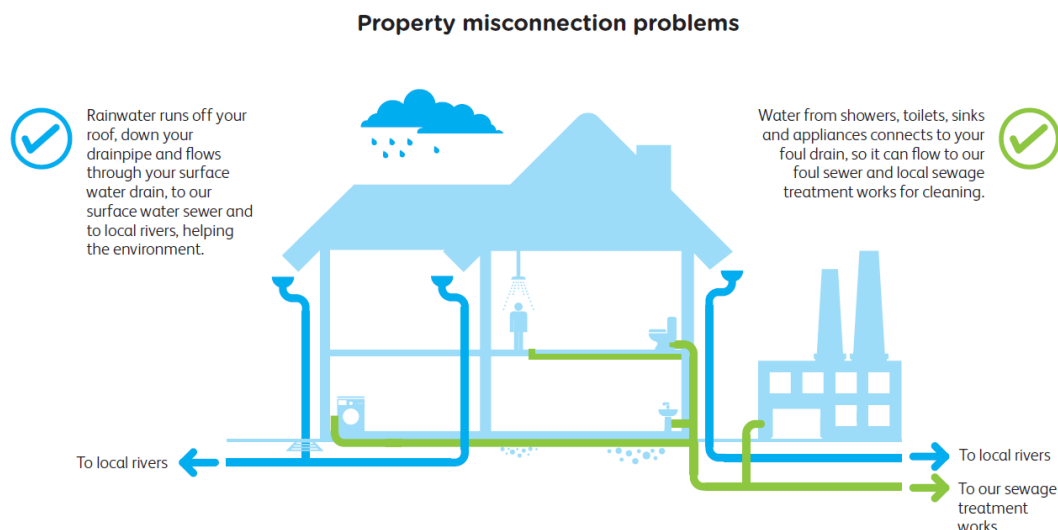 Property misconnection problems
Rainwater runs off your
roof, down your
drainpipe and flows
through your surface
water drain, to our
surface water sewer and
to local rivers, helping
the environment.
Water from showers, toilets, sinks
and appliances connects to your
foul drain, so it can flow to our
foul sewer and local sewage
treatment works for cleaning.
To local rivers
To local rivers
To our sewage
treatment
works